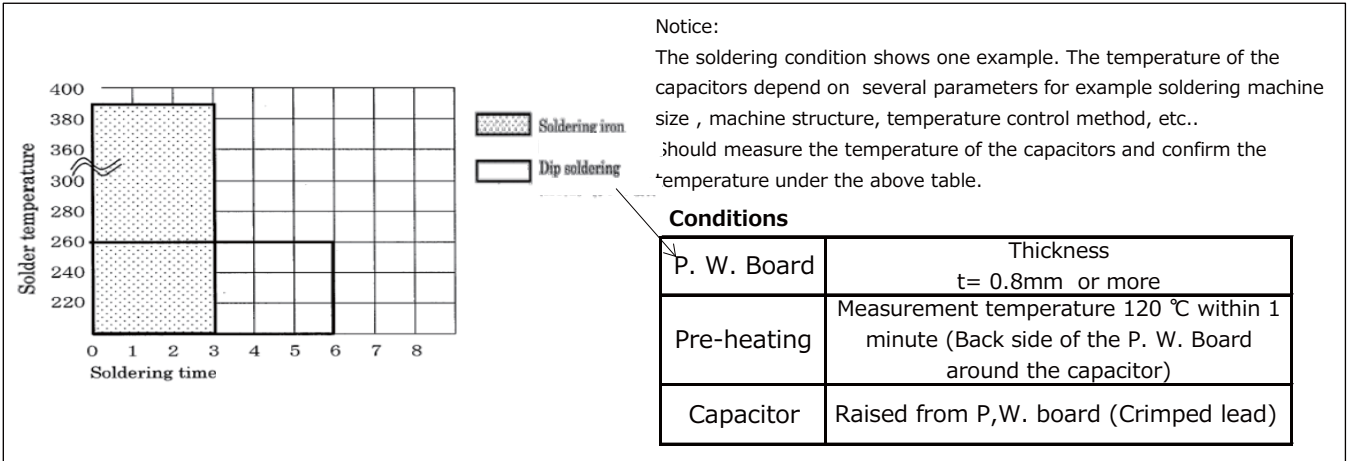 Notice:
The soldering condition shows one example. The temperature of the
capacitors depend on several parameters for example soldering machine
size , machine structure, temperature control method, etc..
Should measure the temperature of the capacitors and confirm the
temperature under the above table.
400
380
360
300
280
260
240
220
Solder temperature
0 1 2 3 4 5 6 7 8
Soldering time
Soldering iron
Dip soldering
Conditions
P. W. Board
Thickness
t= 0.8mm or more
Pre-heating
Measurement temperature 120 ℃ within 1
minute (Back side of the P. W. Board
around the capacitor)
Capacitor
Raised from P,W. board (Crimped lead)